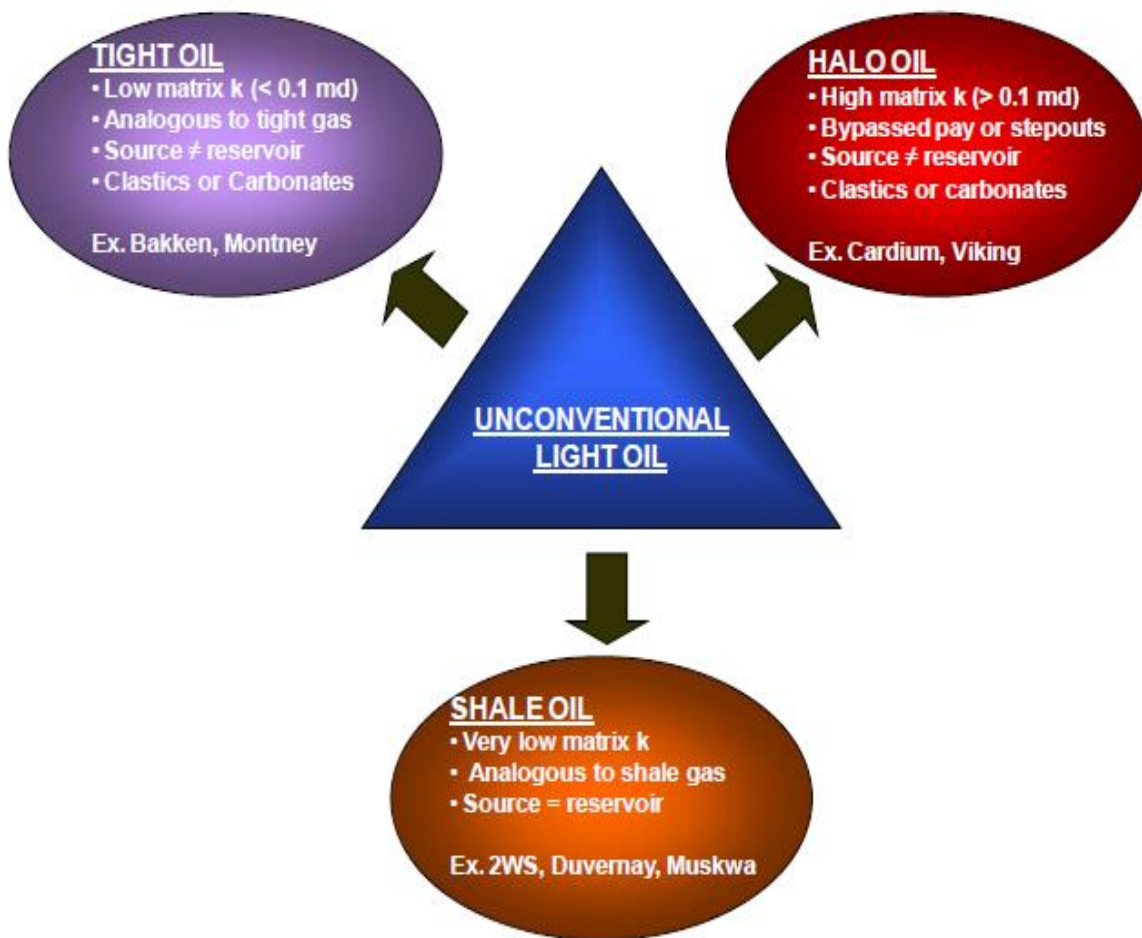 TIGHT OIL
• Low matrix k (< 0.1 md)
• Analogous to tight gas
• Source ≠ reservoir
• Clastics or Carbonates
Ex. Bakken, Montney
HALO OIL
• High matrix k (> 0.1 md)
• Bypassed pay or stepouts
• Source ≠ reservoir
• Clastics or carbonates
Ex. Cardium, Viking
UNCONVENTIONAL
LIGHT OIL
SHALE OIL
• Very low matrix k
• Analogous to shale gas
• Source = reservoir
Ex. 2WS, Duvernay, Muskwa